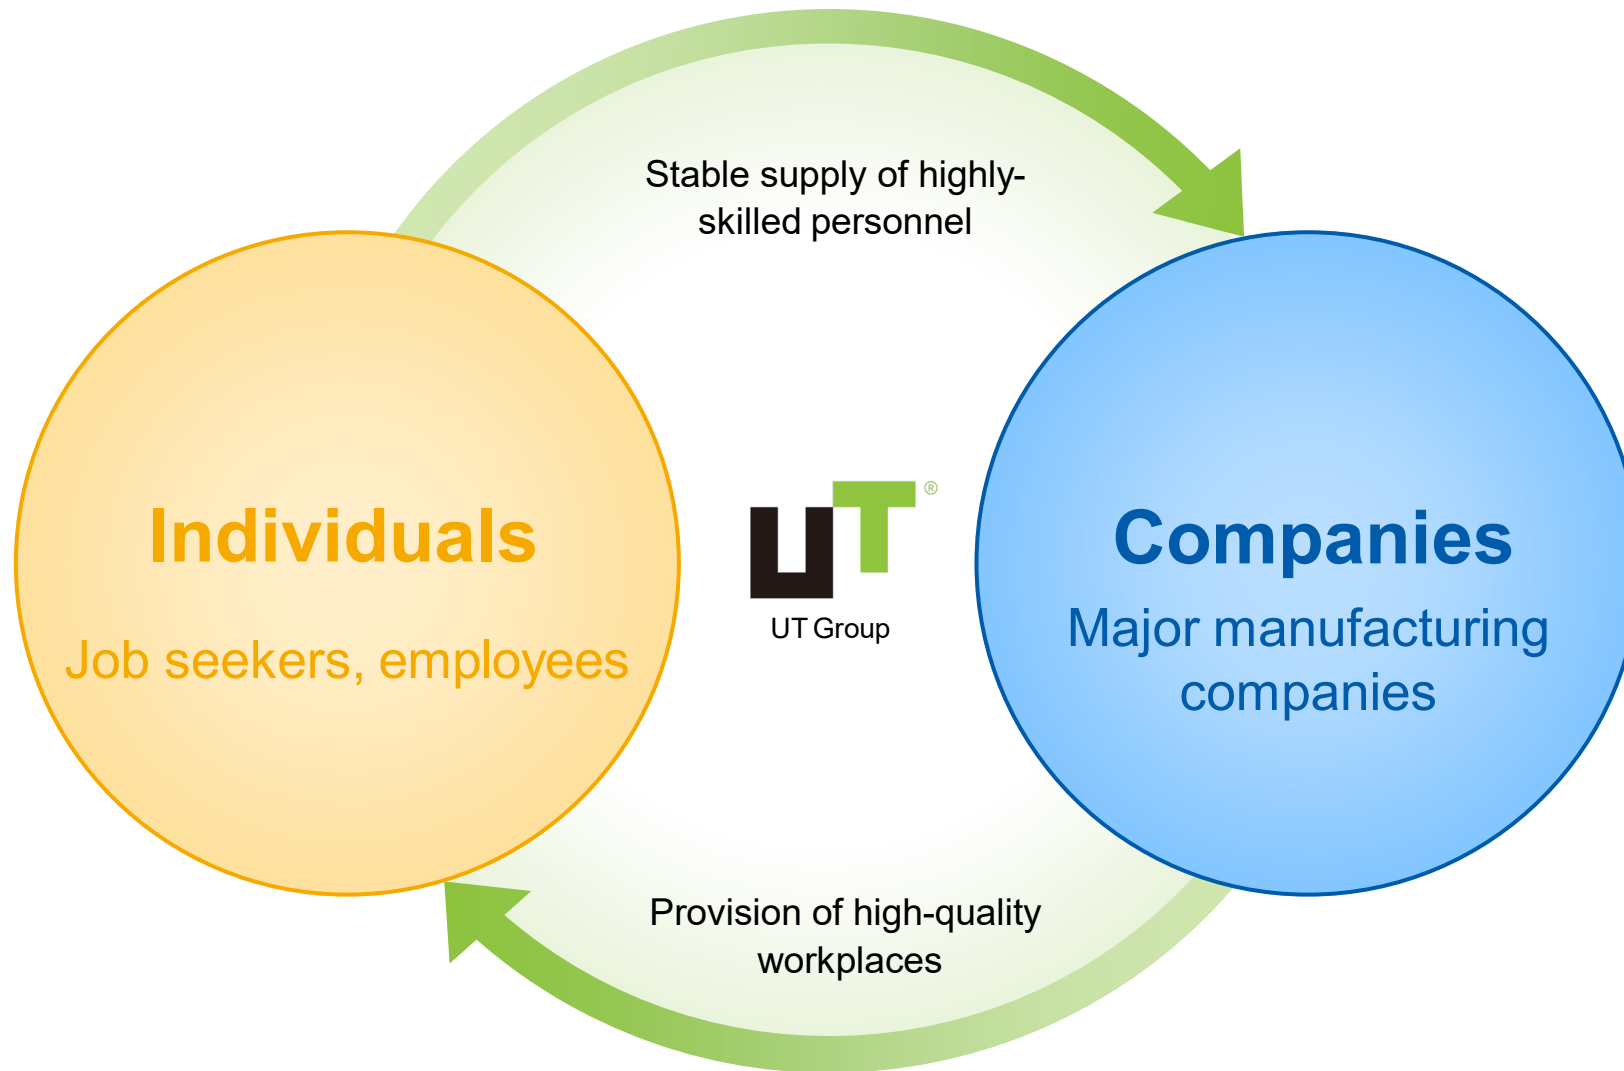 Stable supply of highly-
skilled personnel
Individuals
Job seekers, employees
UT®
UT Group
Companies
Major manufacturing
companies
Provision of high-quality
workplaces